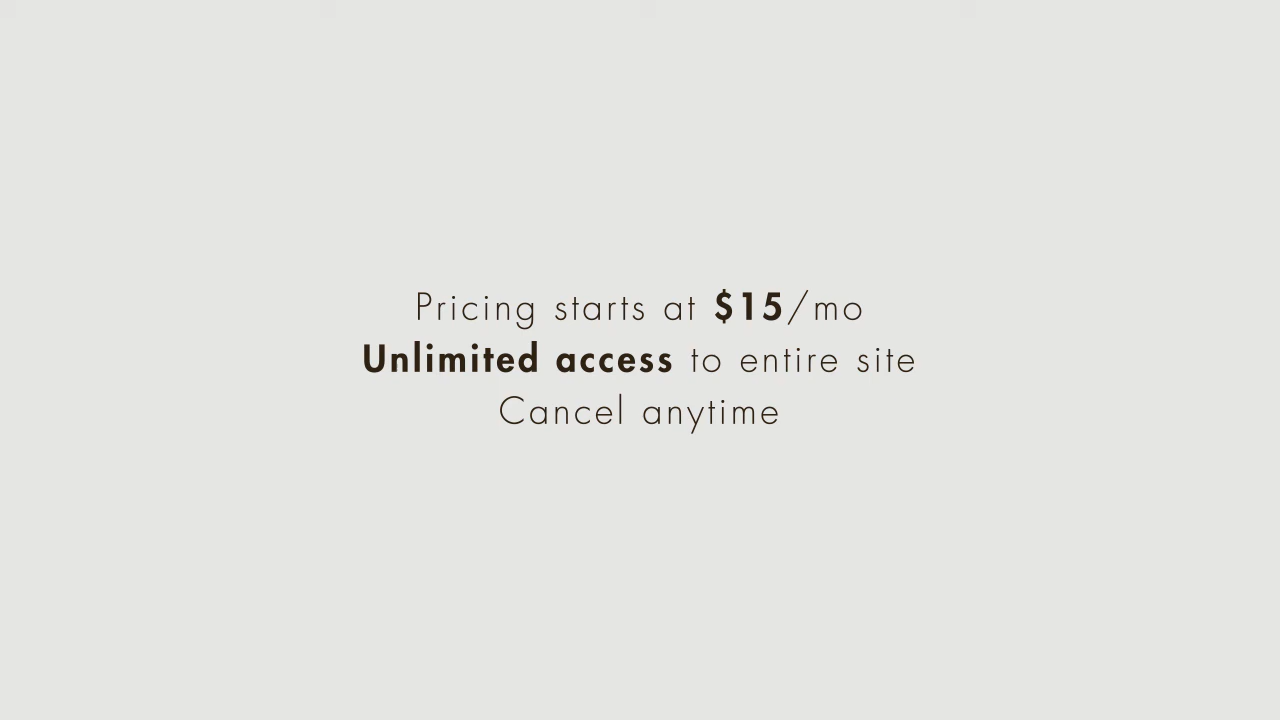 Pricing starts at $15/mo
Unlimited access to entire site
Cancel anytime